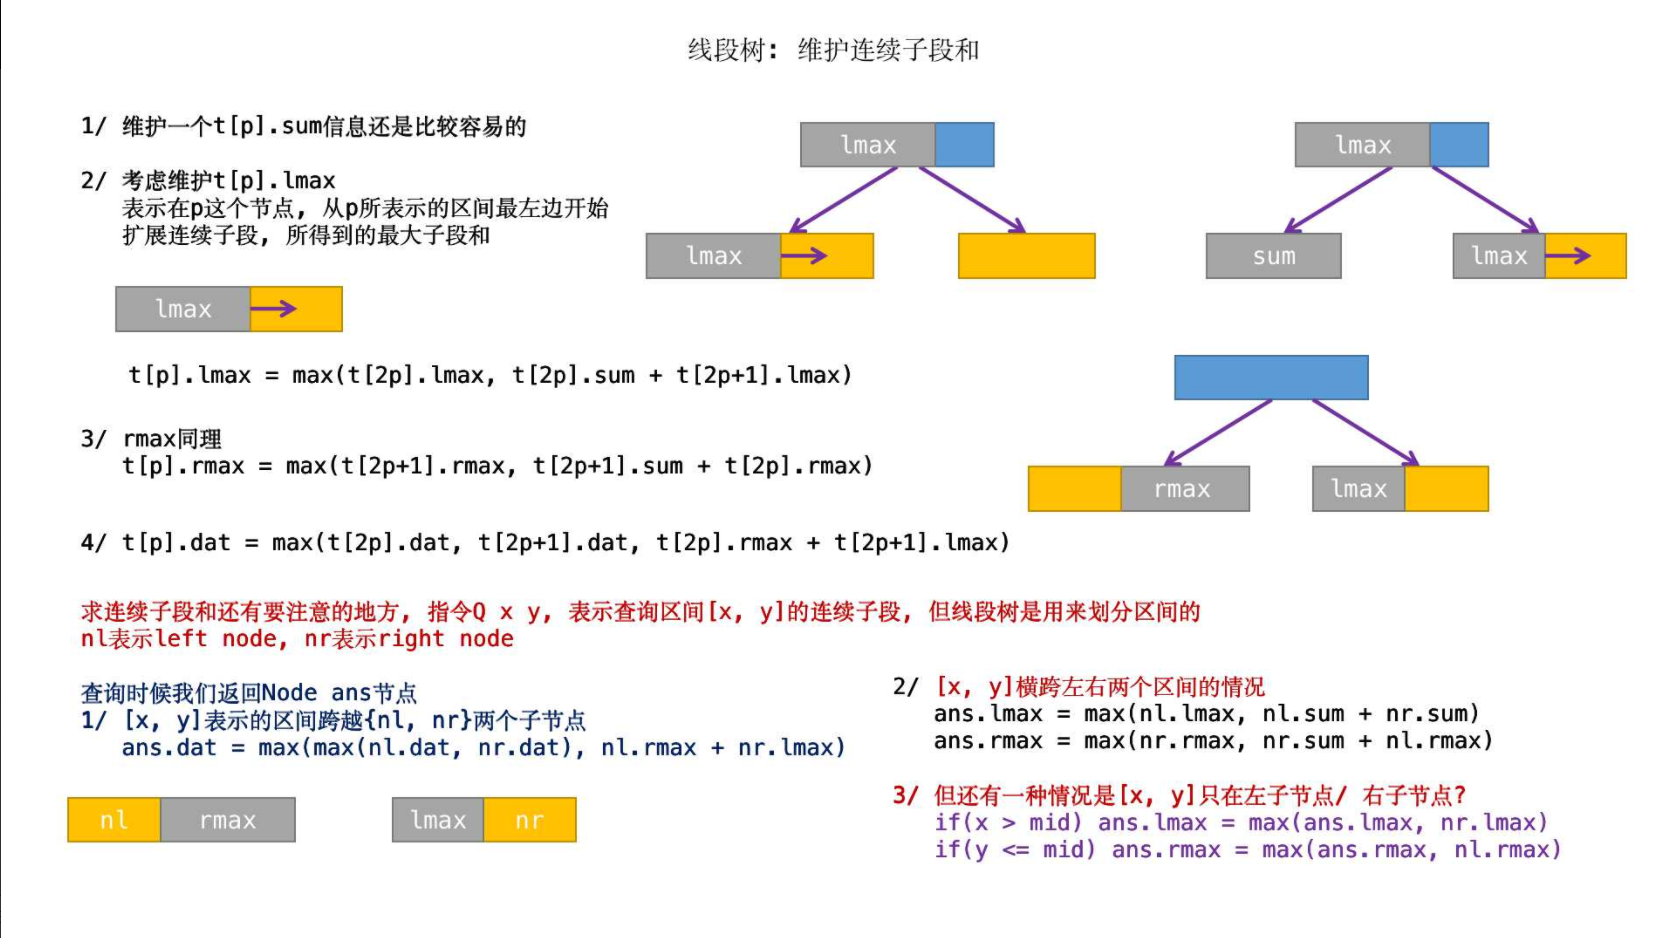 线段树: 维护连续子段和
1/ 维护一个t[p].sum信息还是比较容易的
2/ 考虑维护t[p].lmax
表示在p这个节点, 从p所表示的区间最左边开始
扩展连续子段, 所得到的最大子段和
lmax
t[p].lmax = max(t[2p].lmax, t[2p].sum + t[2p+1].lmax)
lmax
lmax
lmax
sum
lmax
3/ rmax同理
t[p].rmax = max(t[2p+1].rmax, t[2p+1].sum + t[2p].rmax)
rmax
lmax
4/ t[p].dat = max(t[2p].dat, t[2p+1].dat, t[2p].rmax + t[2p+1].lmax)
求连续子段和还有要注意的地方, 指令Q x y, 表示查询区间[x, y]的连续子段, 但线段树是用来划分区间的
nl表示left node, nr表示right node
查询时候我们返回Node ans节点
1/ [x, y]表示的区间跨越{nl, nr}两个子节点
ans.dat = max(max(nl.dat, nr.dat), nl.rmax + nr.lmax)
nl rmax
lmax nr
2/ [x, y]横跨左右两个区间的情况
ans.lmax = max(nl.lmax, nl.sum + nr.sum)
ans.rmax = max(nr.rmax, nr.sum + nl.rmax)
3/ 但还有一种情况是[x, y]只在左子节点/ 右子节点?
if(x > mid) ans.lmax = max(ans.lmax, nr.lmax)
if(y <= mid) ans.rmax = max(ans.rmax, nl.rmax)